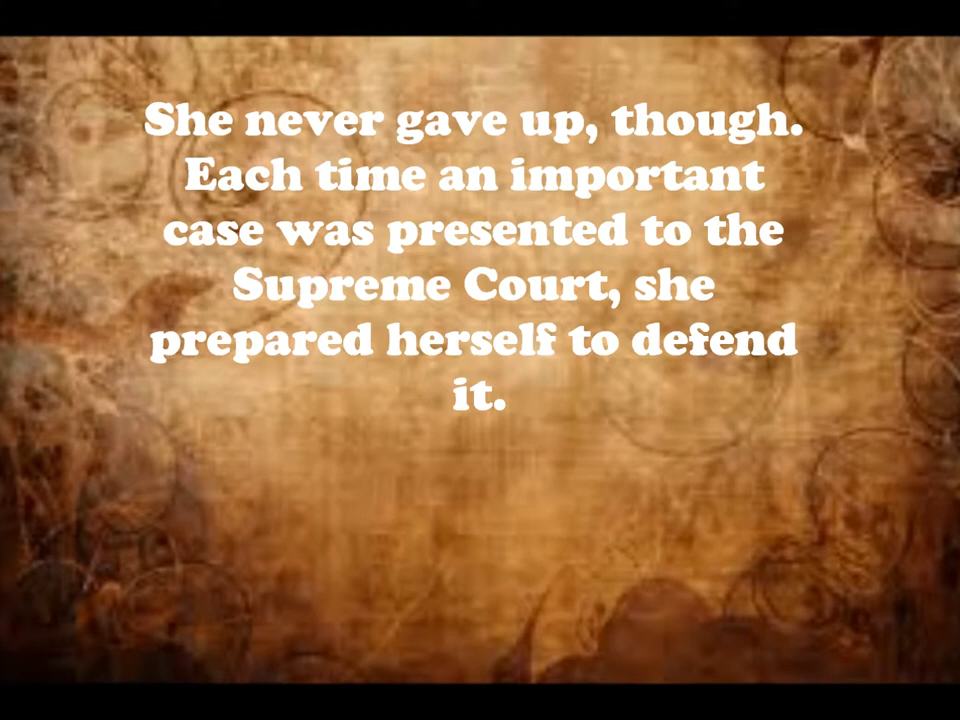 She never gave up, though.
Each time an important
case was presented to the
Supreme Court, she
prepared herself to defend
it.